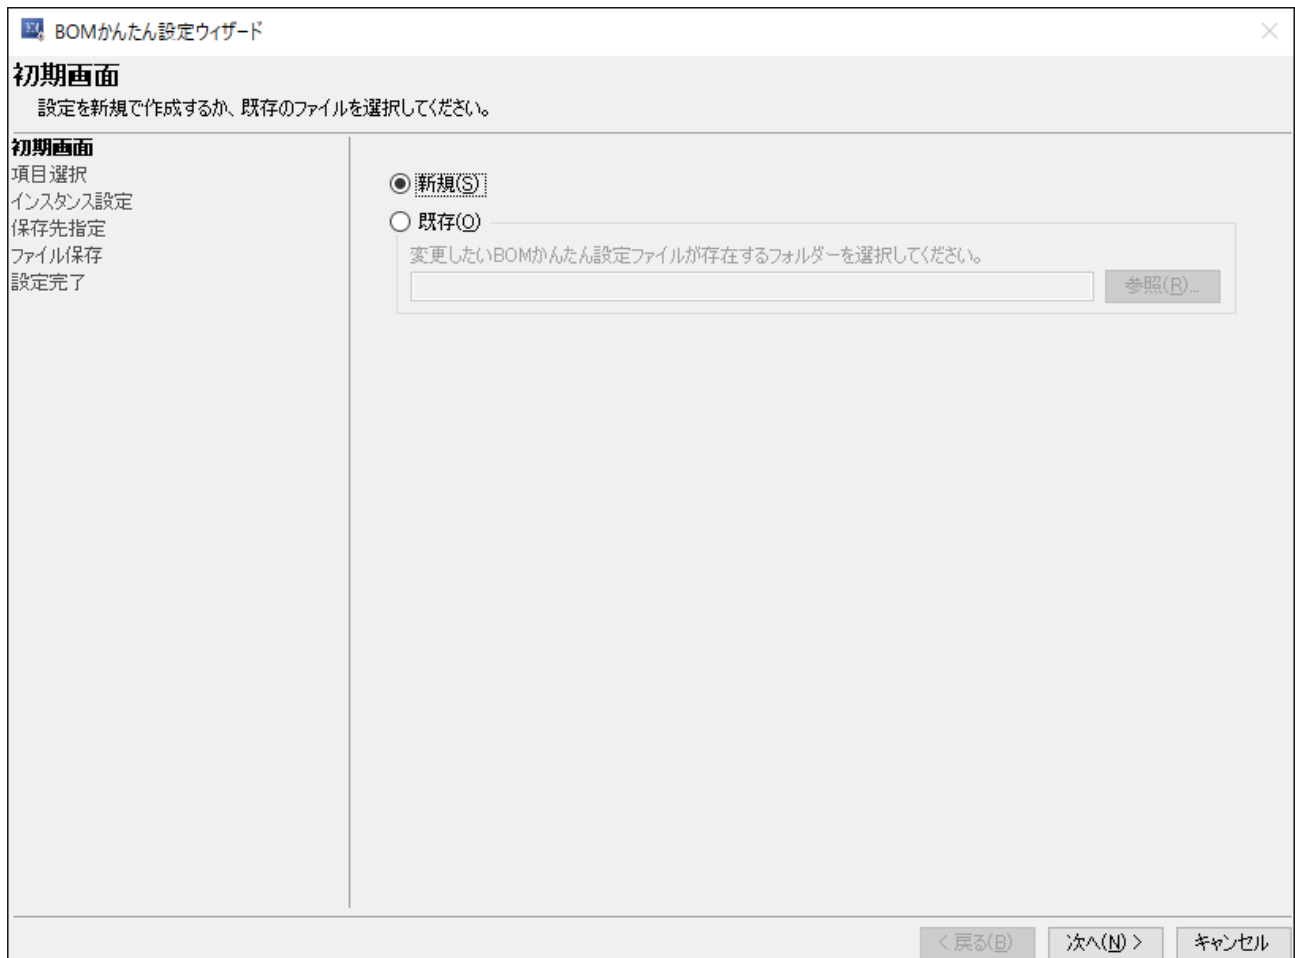 BOMかんたん設定ウィザード
初期画面
設定を新規で作成するか、既存のファイルを選択してください。
初期画面
項目選択
インスタンス設定
保存先指定
ファイル保存
設定完了
新規(S)
既存(O)
変更したいBOMかんたん設定ファイルが存在するフォルダーを選択してください。
参照(R)...
< 戻る(B)
次へ(N) >
キャンセル